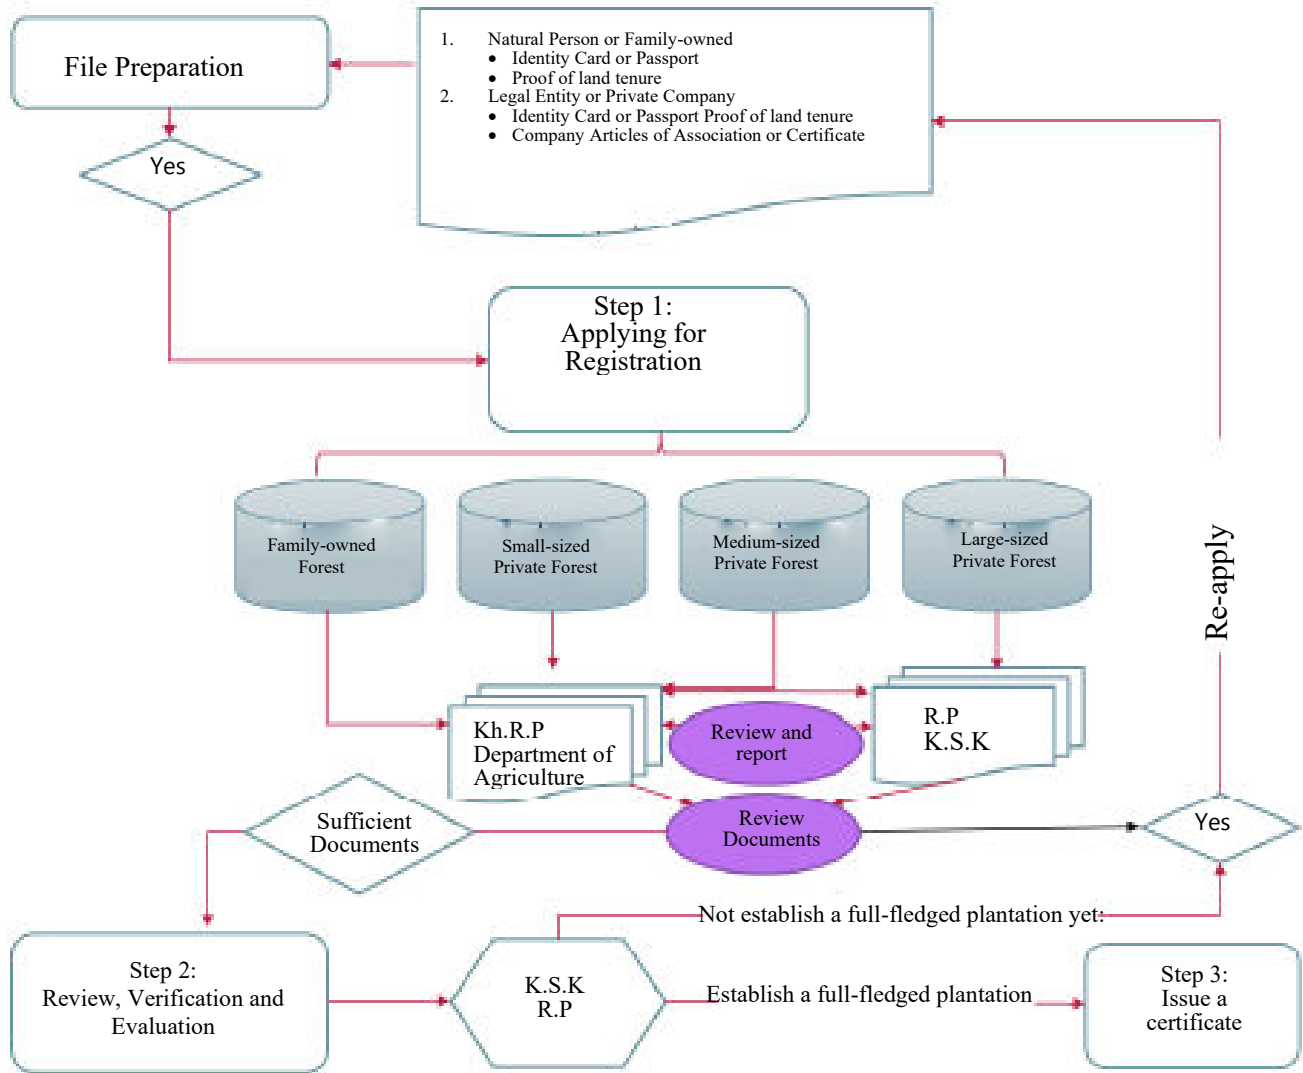 File Preparation
1. Natural Person or Family-owned
• Identity Card or Passport
• Proof of land tenure
2. Legal Entity or Private Company
• Identity Card or Passport Proof of land tenure
• Company Articles of Association or Certificate
Yes
Step 1:
Applying for
Registration
Family-owned
Forest
Small-sized
Private Forest
Medium-sized
Private Forest
Large-sized
Private Forest
Re-apply
Kh.R.P
Department of
Agriculture
Review and
report
R.P
K.S.K
Sufficient
Documents
Review
Documents
Yes
Not establish a full-fledged plantation yet:
Step 2:
Review, Verification and
Evaluation
K.S.K
R.P
Establish a full-fledged plantation
Step 3:
Issue a
certificate